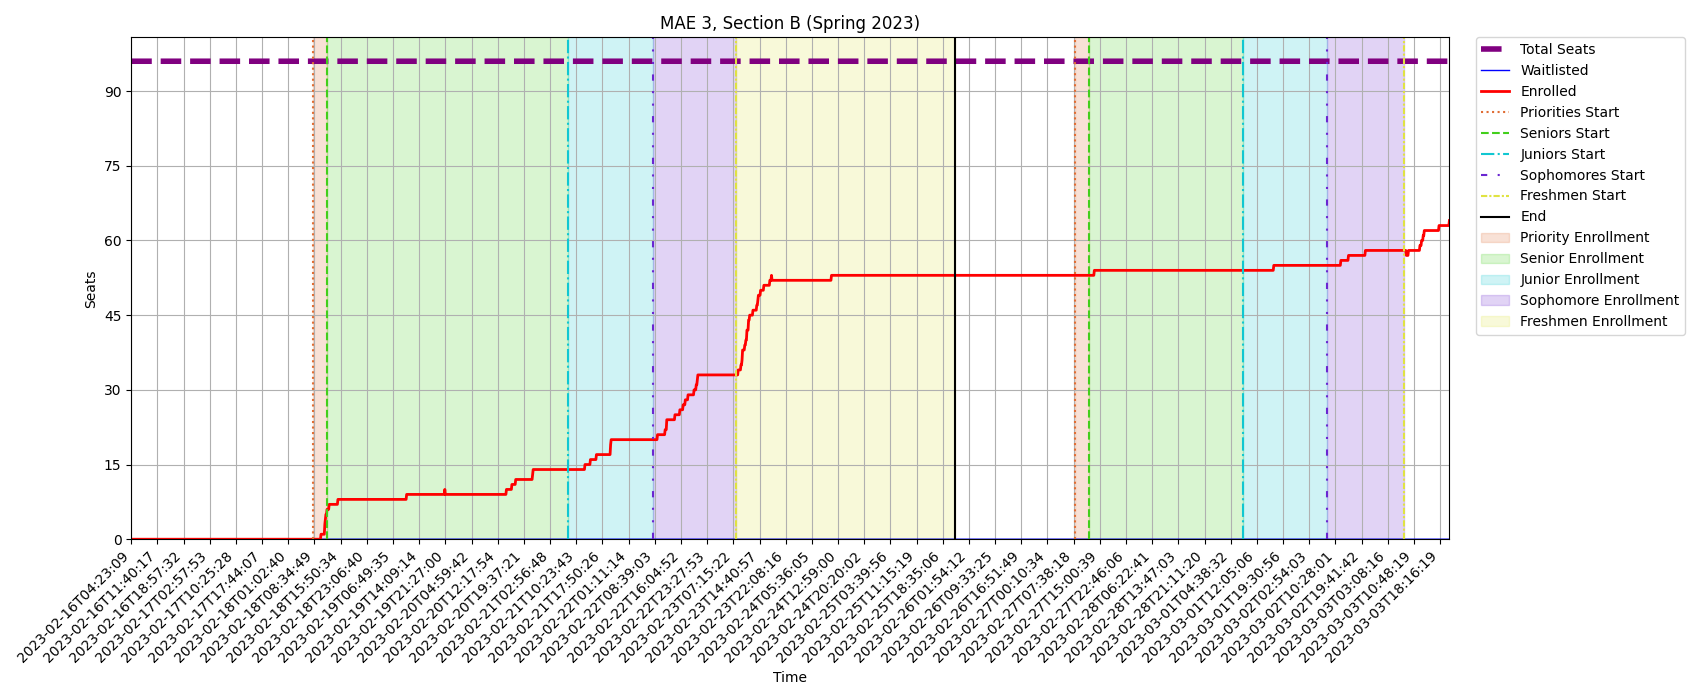 MAE 3, Section B (Spring 2023)
Seats
90
75
60
45
30
15
0
2023-02-16T04:23:09
2023-02-16T11:40:17
2023-02-16T18:57:32
2023-02-17T02:57:53
2023-02-17T10:25:28
2023-02-17T17:44:07
2023-02-18T01:02:40
2023-02-18T08:34:49
2023-02-18T15:50:34
2023-02-18T23:06:40
2023-02-19T06:49:35
2023-02-19T14:09:14
2023-02-19T21:27:00
2023-02-20T04:59:42
2023-02-20T12:17:54
2023-02-20T19:37:21
2023-02-21T02:56:48
2023-02-21T10:23:43
2023-02-21T17:50:26
2023-02-22T01:11:14
2023-02-22T08:39:03
2023-02-22T16:04:52
2023-02-22T23:27:53
2023-02-23T07:15:22
2023-02-23T14:40:57
2023-02-23T22:08:16
2023-02-24T05:36:05
2023-02-24T12:59:00
2023-02-24T20:20:02
2023-02-25T03:39:56
2023-02-25T11:15:19
2023-02-25T18:35:06
2023-02-26T01:54:12
2023-02-26T09:33:25
2023-02-26T16:51:49
2023-02-27T00:10:34
2023-02-27T07:38:18
2023-02-27T15:00:39
2023-02-27T22:46:06
2023-02-28T06:22:41
2023-02-28T13:47:03
2023-02-28T21:11:20
2023-03-01T04:38:32
2023-03-01T12:05:06
2023-03-01T19:30:56
2023-03-02T02:54:03
2023-03-02T10:28:01
2023-03-02T19:41:42
2023-03-03T03:08:16
2023-03-03T10:48:19
2023-03-03T18:16:19
Time
Total Seats
Waitlisted
Enrolled
Priorities Start
Seniors Start
Juniors Start
Sophomores Start
Freshmen Start
End
Priority Enrollment
Senior Enrollment
Junior Enrollment
Sophomore Enrollment
Freshmen Enrollment